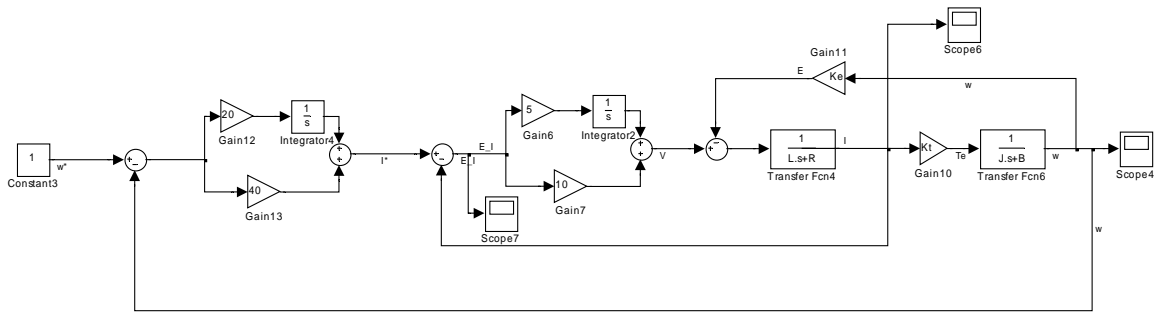 Scope6
Gain11
E
Ke
w
20
1
s
5
1
s
Gain12
Integrator4
Gain6
Integrator2
1
w*
+
-
+
+
I*
+
-
E_I
E_I
+
+
V
+
-
1
L.s+R
I
Kt
Te
1
J.s+B
w
Constant3
Transfer Fcn4
Gain10
Transfer Fcn6
Scope4
40
10
Gain13
Gain7
Scope7
w